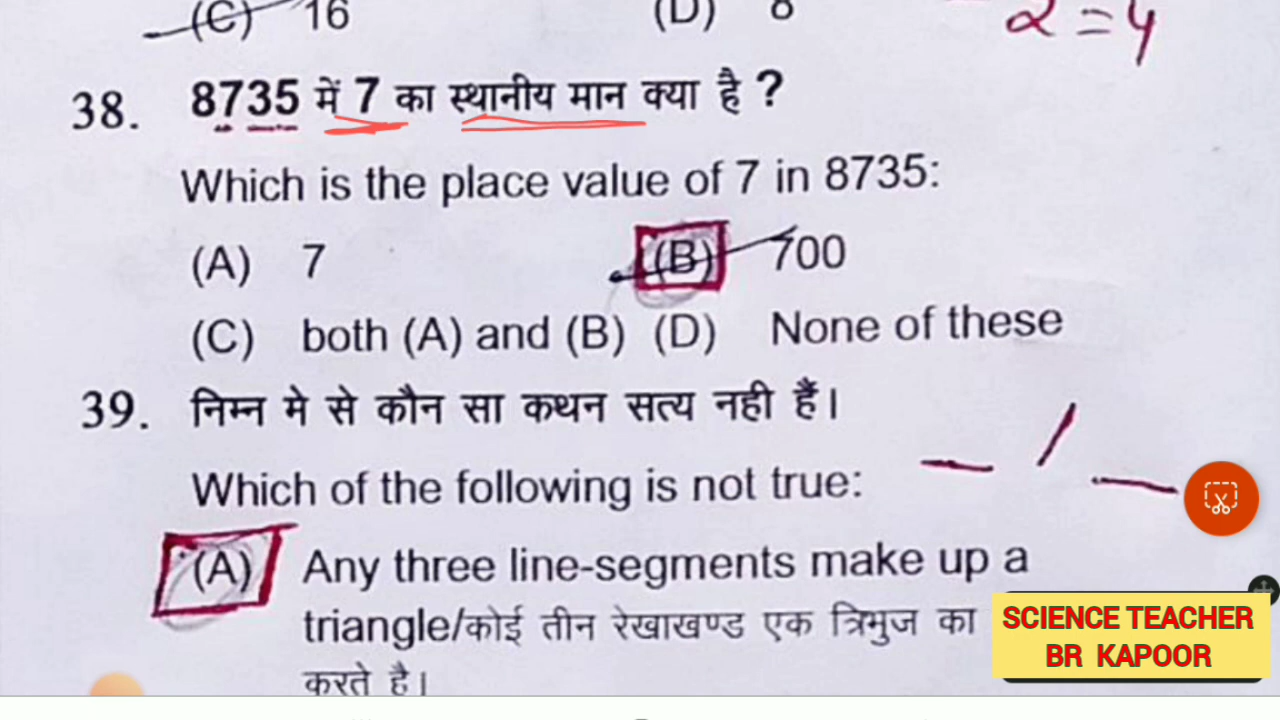 (C) 16 (D) 8
2 = 4
38. 8735 में 7 का स्थानीय मान क्या है ?
Which is the place value of 7 in 8735:
(A) 7 (B) 700
(C) both (A) and (B) (D) None of these
39. निम्न मे से कौन सा कथन सत्य नही हैं।
Which of the following is not true:
(A) Any three line-segments make up a
triangle/कोई तीन रेखाखण्ड एक त्रिभुज का
करते है।
SCIENCE TEACHER
BR KAPOOR